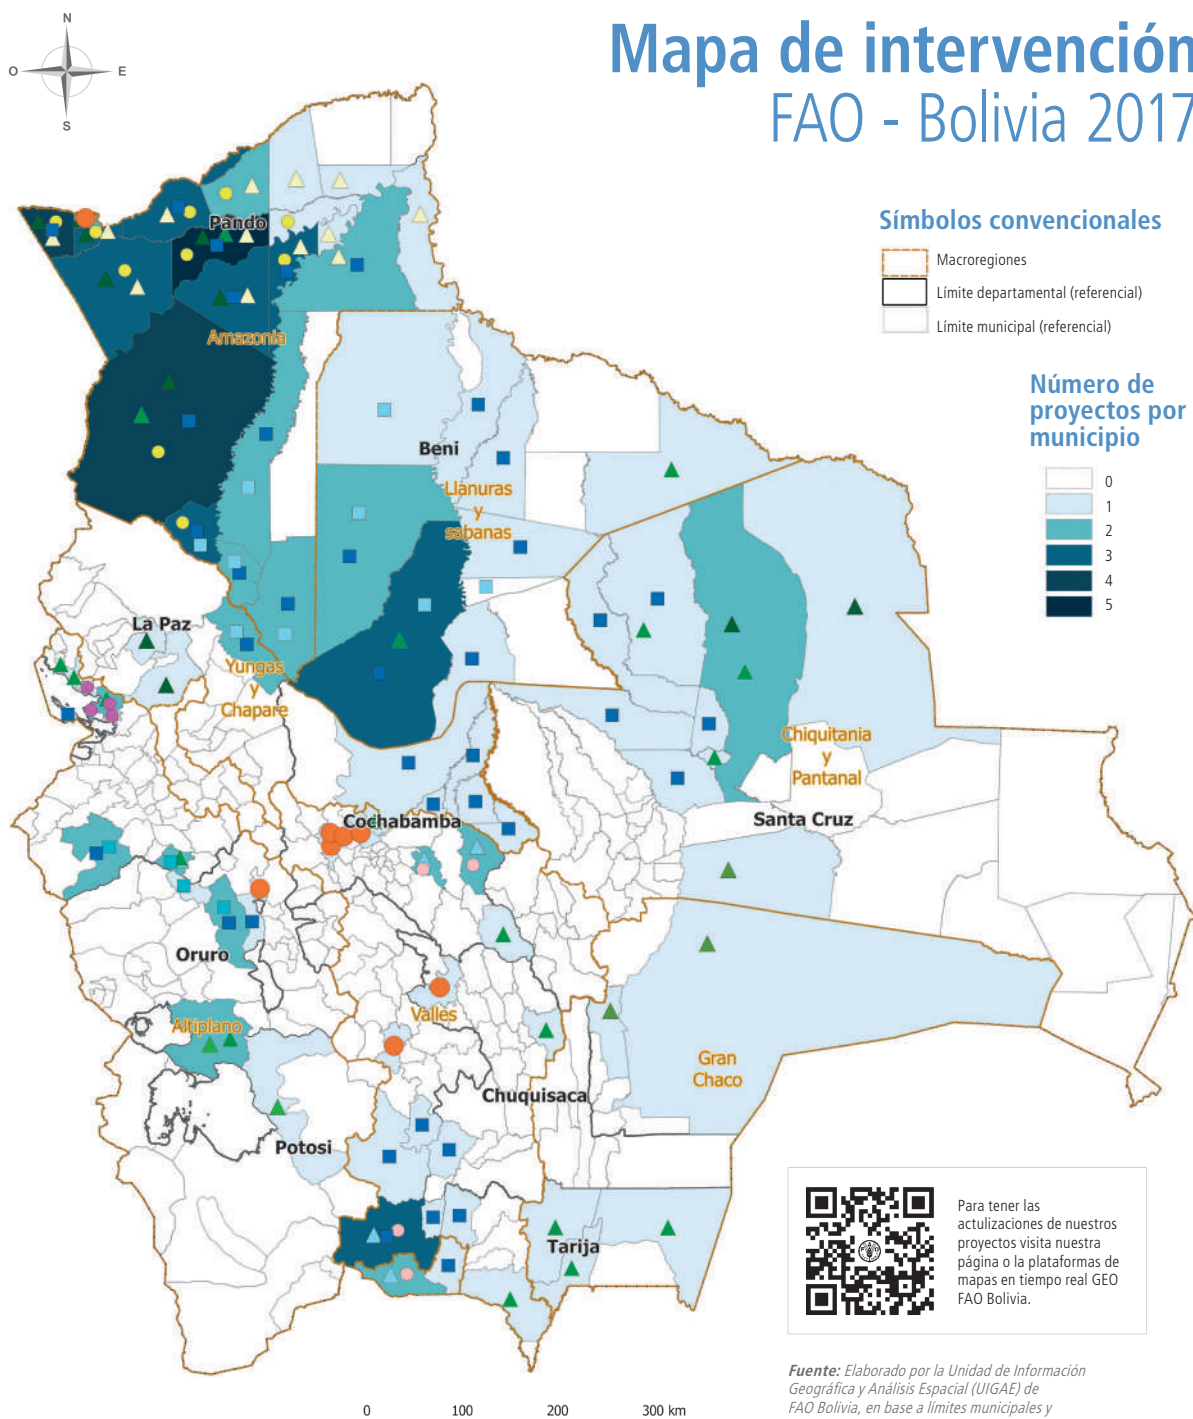 N
O
E
S
Mapa de intervención
FAO - Bolivia 2017
Símbolos convencionales
Macroregiones
Límite departamental (referencial)
Límite municipal (referencial)
Número de
proyectos por
municipio
0
1
2
3
4
5
Pando
Amazonia
Beni
Llanuras
y
sabanas
La Paz
Yungas
y
Chapare
Chiquitania
y
Pantanal
Cochabamba
Santa Cruz
Oruro
Altiplano
Valles
Gran
Chaco
Chuquisaca
Potosi
Tarija
Para tener las
actulizaciones de nuestros
proyectos visita nuestra
página o la plataformas de
mapas en tiempo real GEO
FAO Bolivia.
Fuente: Elaborado por la Unidad de Información
Geográfica y Análisis Espacial (UIGAE) de
FAO Bolivia, en base a límites municipales y
0 100 200 300 km